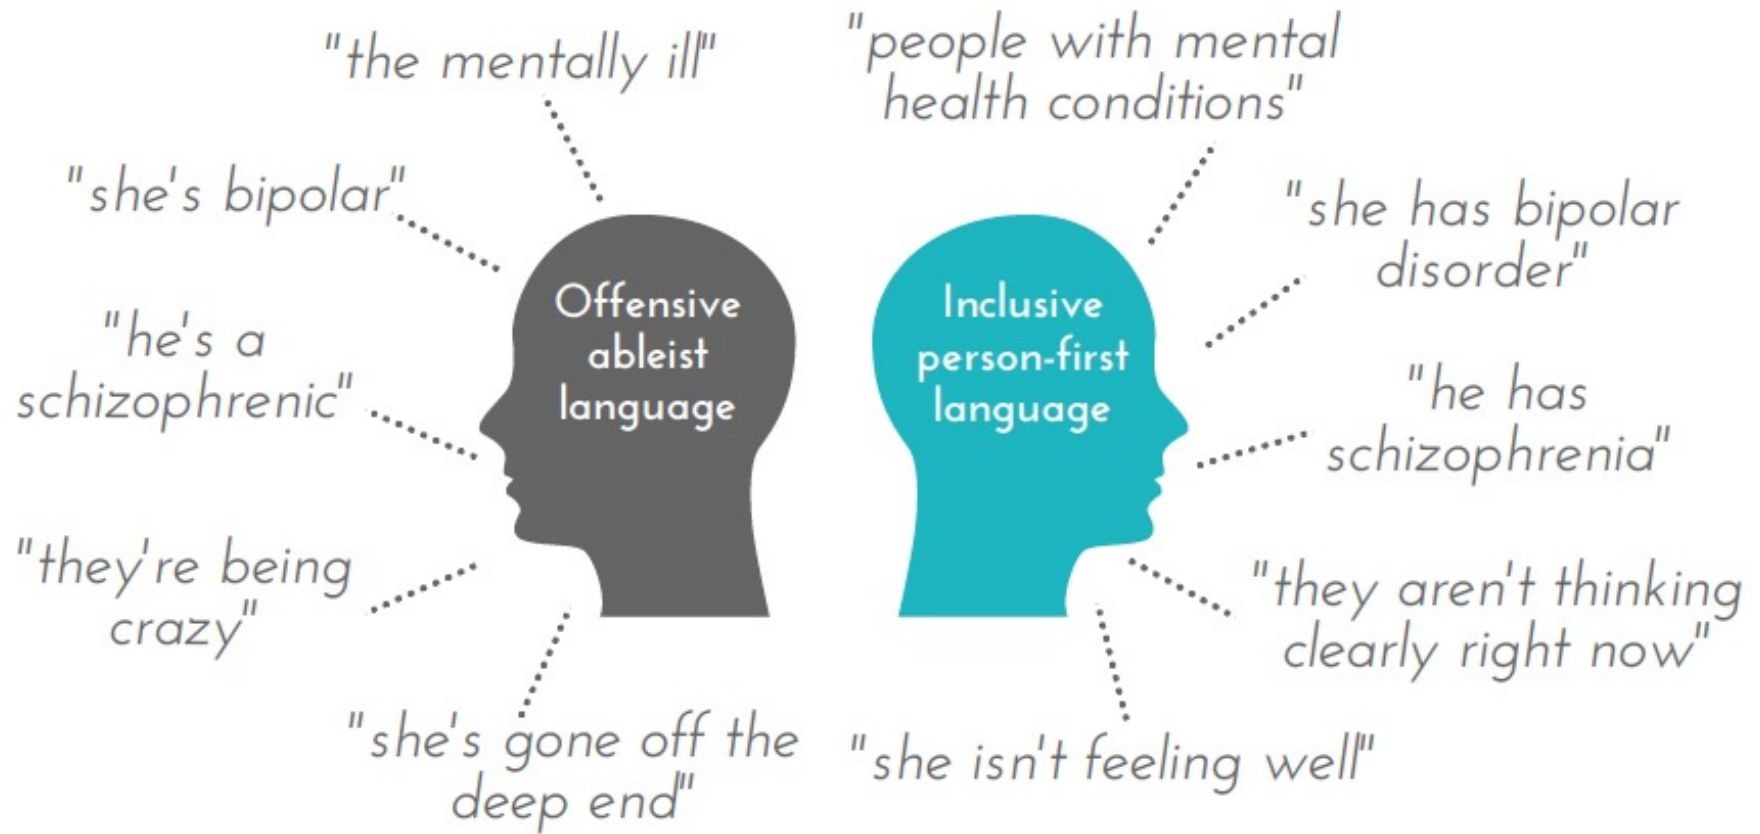 "the mentally ill"
"she's bipolar"
"he's a
schizophrenic"
"they're being
crazy"
"she's gone off the
deep end"
Offensive
ableist
language
Inclusive
person-first
language
"people with mental
health conditions"
"she has bipolar
disorder"
"he has
schizophrenia"
"they aren't thinking
clearly right now"
"she isn't feeling well"